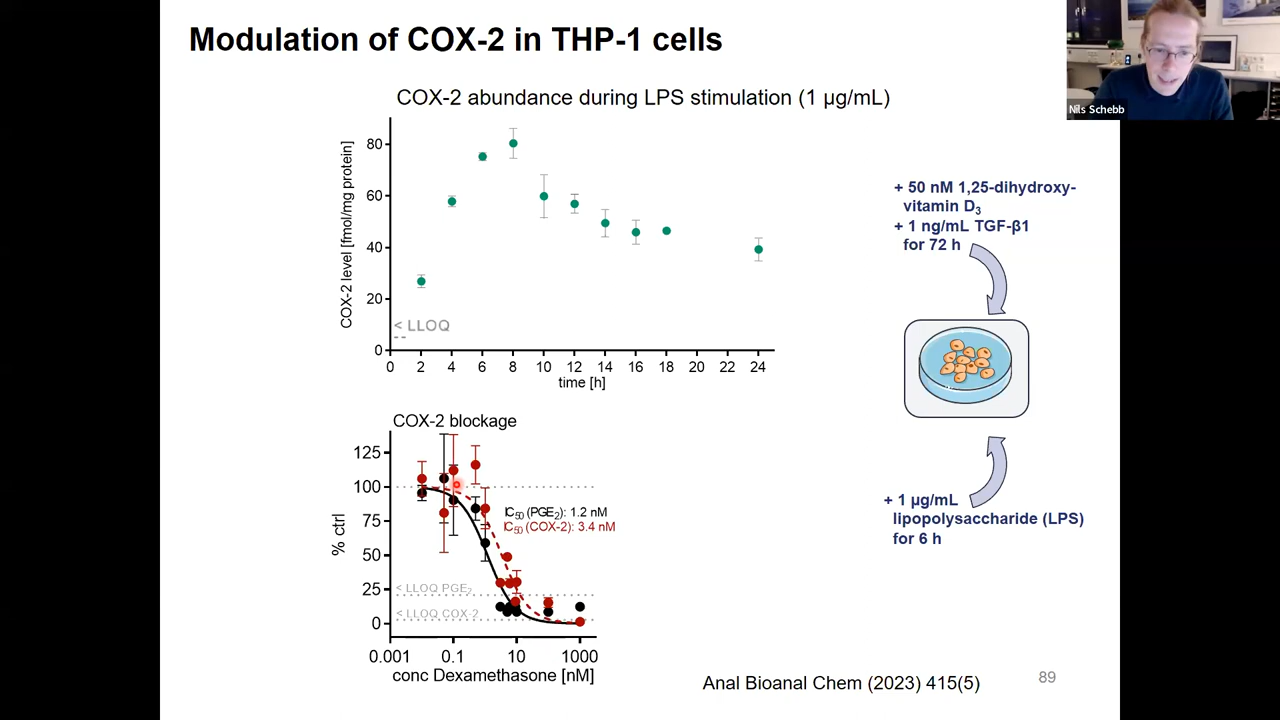 Modulation of COX-2 in THP-1 cells
Nils Schebb
COX-2 abundance during LPS stimulation (1 µg/mL)
COX-2 level [fmol/mg protein]
80
60
40
20
0
< LLOQ
0 2 4 6 8 10 12 14 16 18 20 22 24
time [h]
+ 50 nM 1,25-dihydroxy-
vitamin D3
+ 1 ng/mL TGF-β1
for 72 h
+ 1 µg/mL
lipopolysaccharide (LPS)
for 6 h
COX-2 blockage
% ctrl
125
100
75
50
25
0
IC50 (PGE2): 1.2 nM
IC50 (COX-2): 3.4 nM
< LLOQ PGE2
< LLOQ COX-2
0.001 0.1 10 1000
conc Dexamethasone [nM]
Anal Bioanal Chem (2023) 415(5)
89